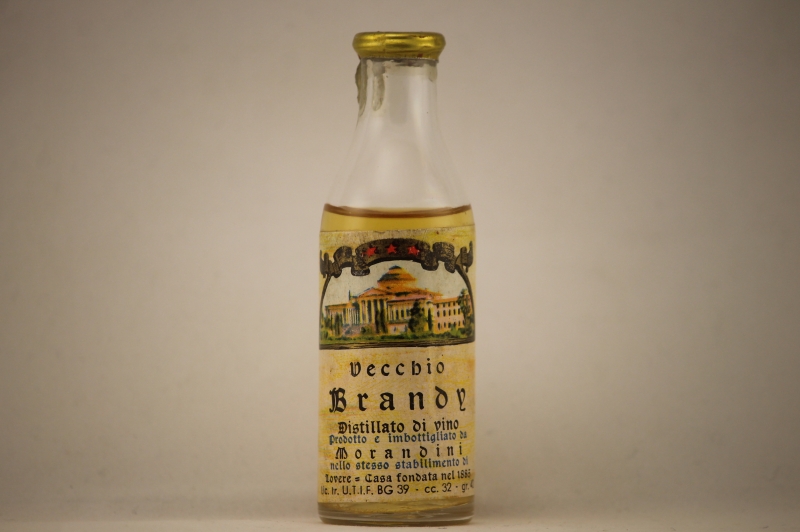 Vecchio
Brandy
Distillato di vino
Prodotto e imbottigliato da
Morandini
nello stesso stabilimento di
Lovere = Casa fondata nel 1885
Lic. tr. U.T.I.F. BG 39 - cc. 32 - gr.